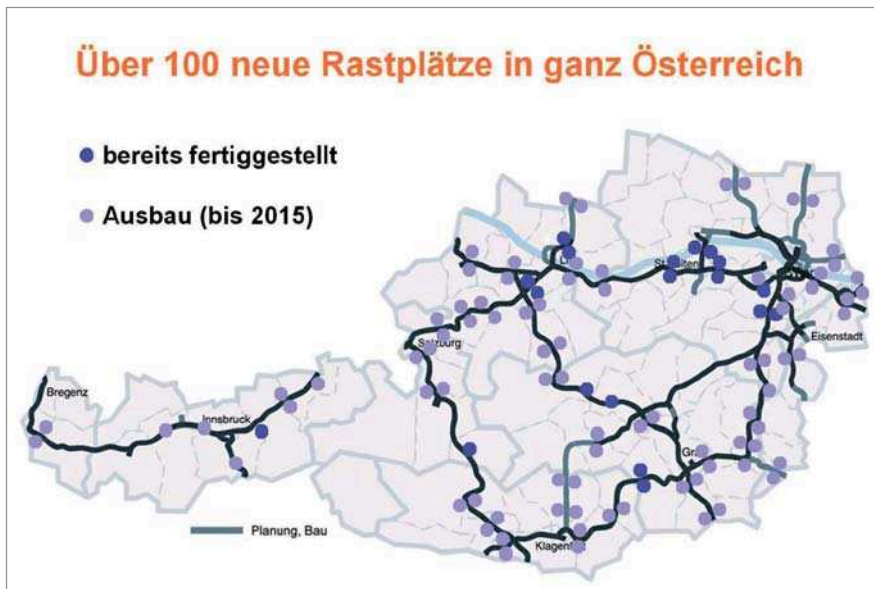 Über 100 neue Rastplätze in ganz Österreich
bereits fertiggestellt
Ausbau (bis 2015)
Eisenstadt
Salzburg
Bregenz
Innsbruck
Planung, Bau